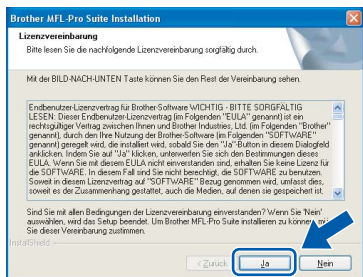 Brother MFL-Pro Suite Installation
Lizenzvereinbarung
Bitte lesen Sie die nachfolgende Lizenzvereinbarung sorgfältig durch.
Mit der BILD-NACH-UNTEN Taste können Sie den Rest der Vereinbarung sehen.
Endbenutzer-Lizenzvertrag für Brother-Software WICHTIG - BITTE SORGFÄLTIG
LESEN: Dieser Endbenutzer-Lizenzvertrag (im Folgenden "EULA" genannt) ist ein
rechtsgültiger Vertrag zwischen Ihnen und Brother Industries, Ltd. (im Folgenden "Brother"
genannt), durch den Ihre Nutzung der Brother-Software (im Folgenden "SOFTWARE"
genannt) geregelt wird, die installiert wird, sobald Sie den "Ja"-Button in diesem Dialogfeld
anklicken. Indem Sie auf "Ja" klicken, unterwerfen Sie sich den Bestimmungen dieses
EULA. Wenn Sie mit diesem EULA nicht einverstanden sind, erhalten Sie keine Lizenz für
die SOFTWARE. In diesem Fall sind Sie nicht berechtigt, die SOFTWARE zu benutzen.
Soweit in diesem Lizenzvertrag auf "SOFTWARE" Bezug genommen wird, umfasst dies,
soweit es der Zusammenhang gestattet, auch die Medien, auf denen sie gespeichert ist.
Sind Sie mit allen Bedingungen der Lizenzvereinbarung einverstanden? Wenn Sie 'Nein'
auswählen, wird das Setup beendet. Um Brother MFL-Pro Suite installieren zu können, m
Sie dieser Vereinbarung zustimmen.
InstallShield
< Zurück
Ja
Nein